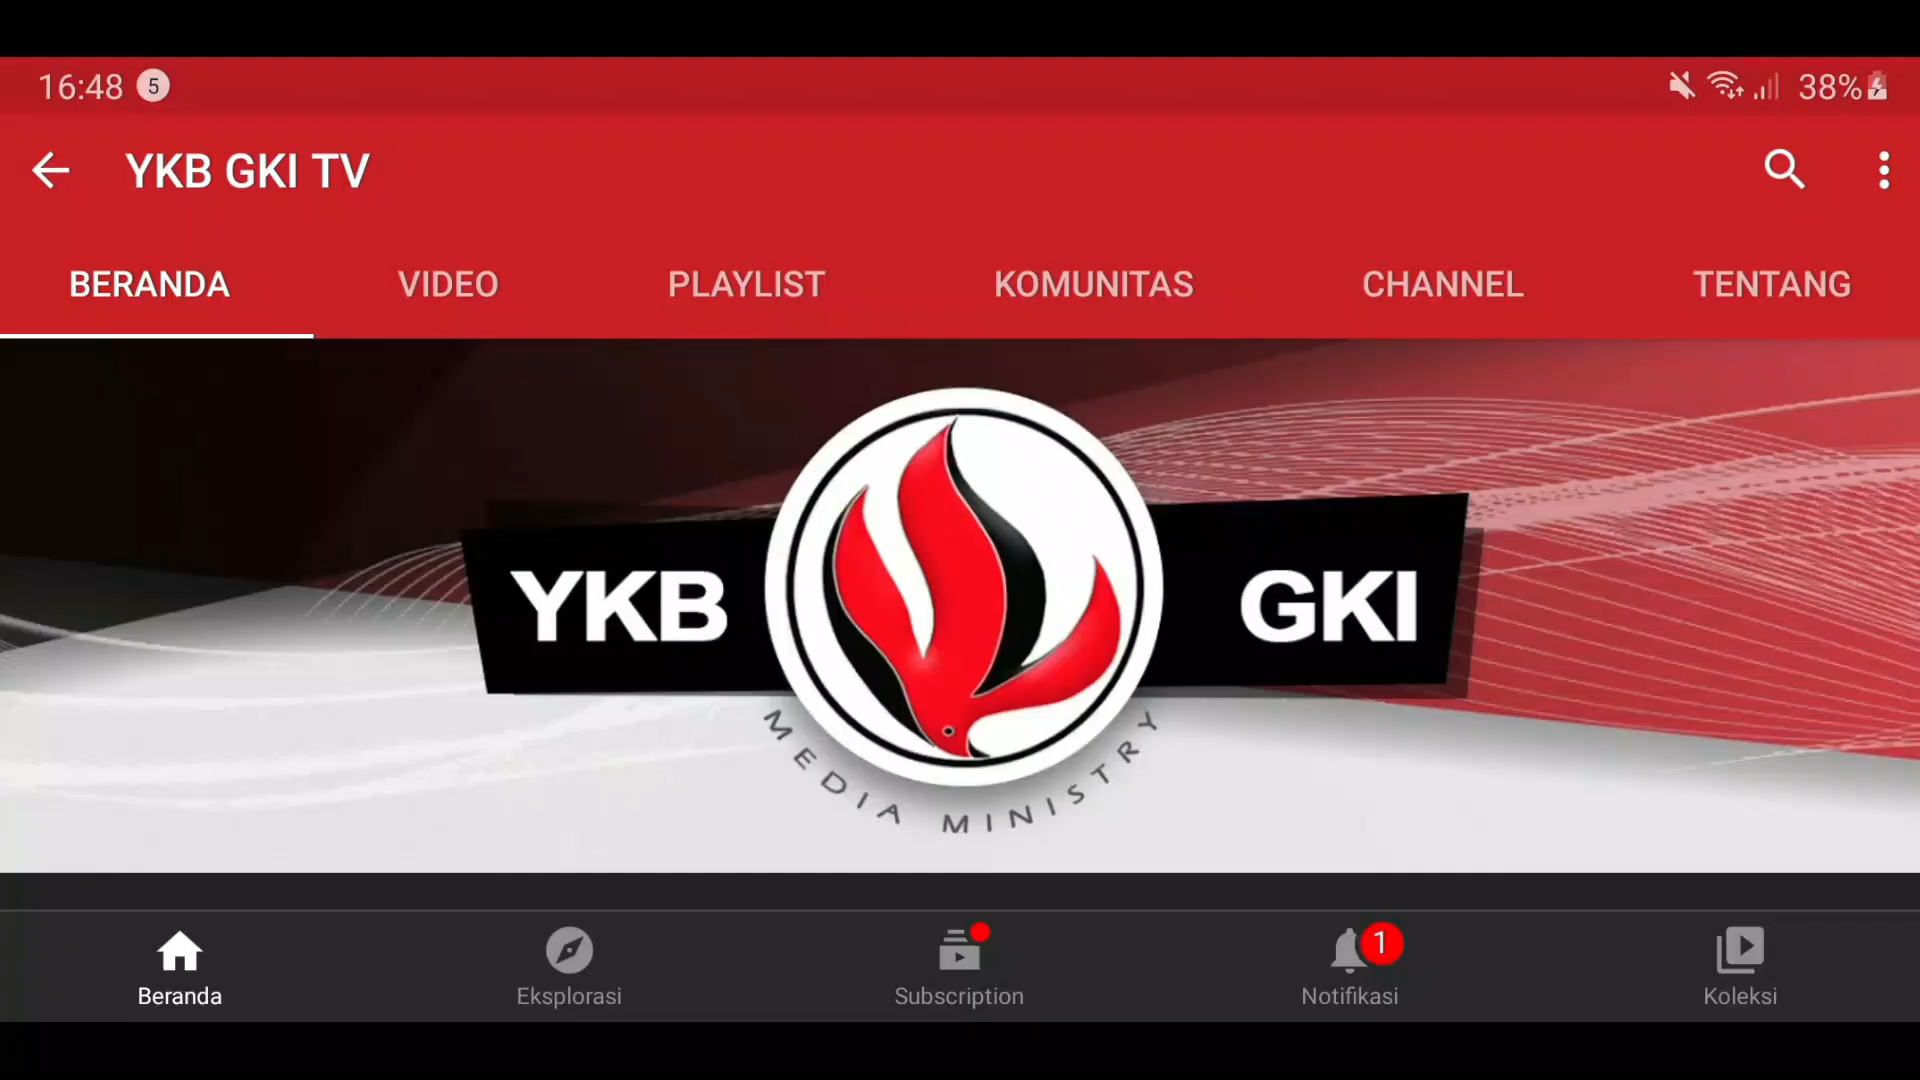 16:48 5 38%
YKB GKI TV
BERANDA VIDEO PLAYLIST KOMUNITAS CHANNEL TENTANG
YKB GKI
MEDIA MINISTRY
1
Beranda Eksplorasi Subscription Notifikasi Koleksi